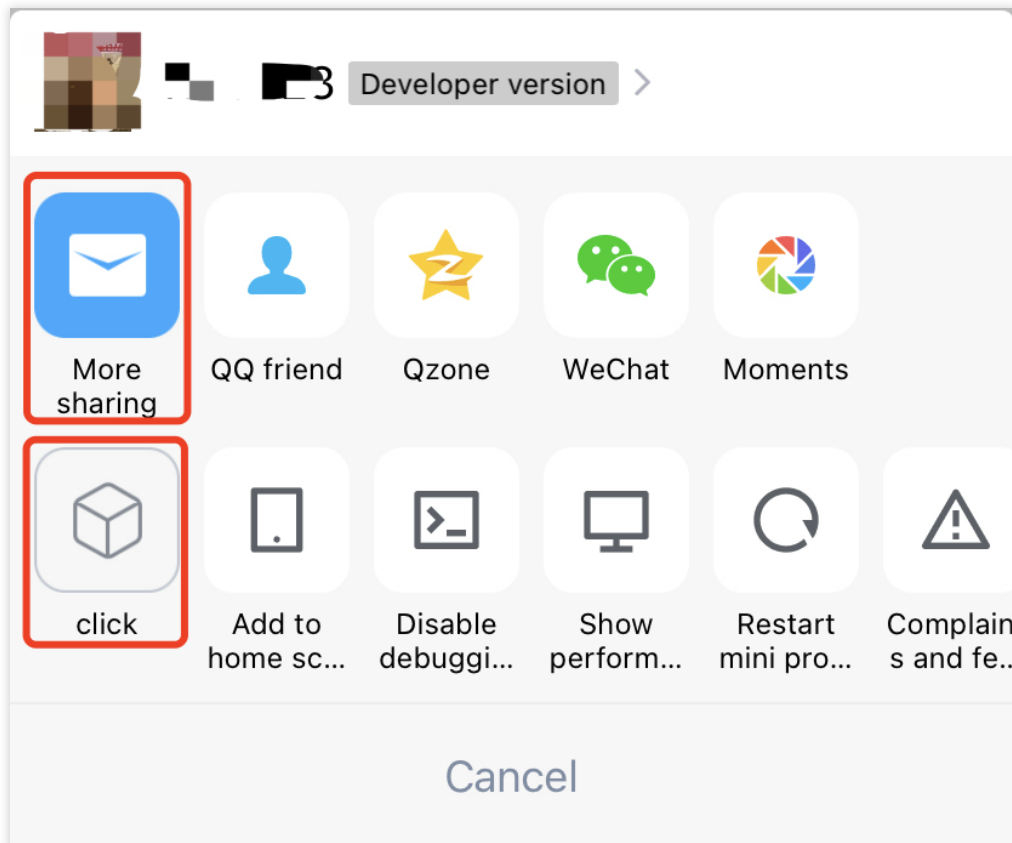 Developer version
More
sharing
QQ friend
Qzone
WeChat
Moments
click
Add to
home sc...
Disable
debuggi...
Show
perform...
Restart
mini pro...
Complain
s and fe..
Cancel